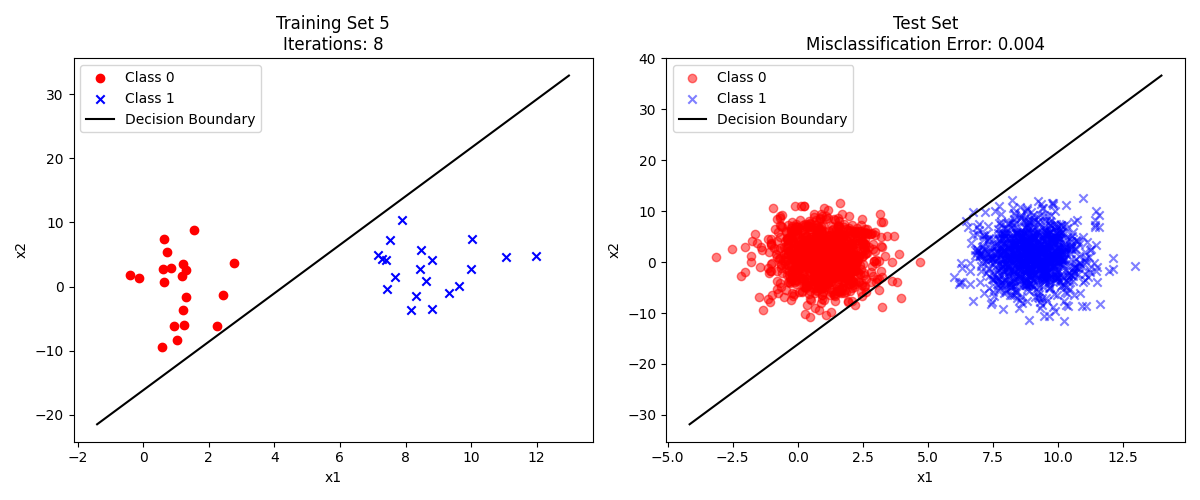 Training Set 5
Iterations: 8
Class 0
Class 1
Decision Boundary
30
20
10
0
−10
−20
x2
−2
0
2
4
6
8
10
12
x1
Test Set
Misclassification Error: 0.004
Class 0
Class 1
Decision Boundary
40
30
20
10
0
−10
−20
−30
x2
−5.0
−2.5
0.0
2.5
5.0
7.5
10.0
12.5
x1